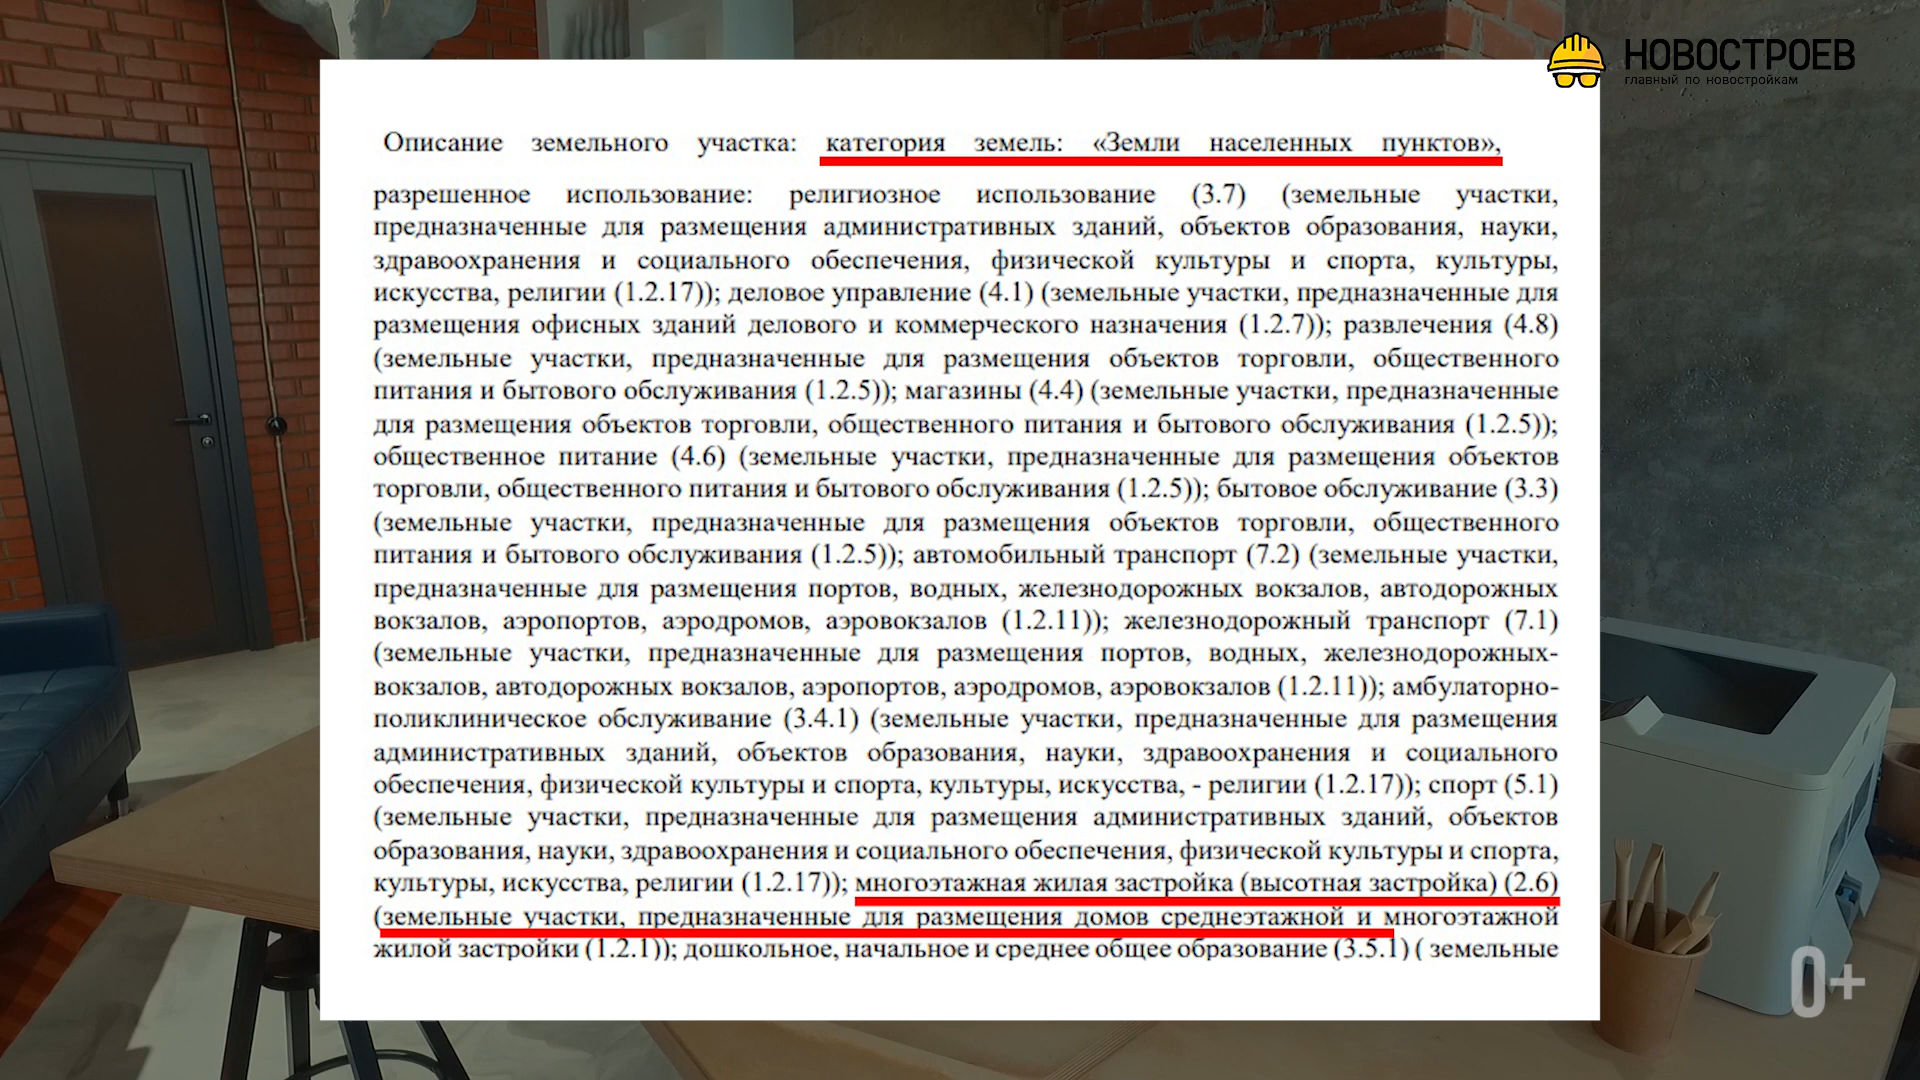 НОВОСТРОЕВ
главный по новостройкам
Описание земельного участка: категория земель: «Земли населенных пунктов»,
разрешенное использование: религиозное использование (3.7) (земельные участки,
предназначенные для размещения административных зданий, объектов образования, науки,
здравоохранения и социального обеспечения, физической культуры и спорта, культуры,
искусства, религии (1.2.17)); деловое управление (4.1) (земельные участки, предназначенные для
размещения офисных зданий делового и коммерческого назначения (1.2.7)); развлечения (4.8)
(земельные участки, предназначенные для размещения объектов торговли, общественного
питания и бытового обслуживания (1.2.5)); магазины (4.4) (земельные участки, предназначенные
для размещения объектов торговли, общественного питания и бытового обслуживания (1.2.5));
общественное питание (4.6) (земельные участки, предназначенные для размещения объектов
торговли, общественного питания и бытового обслуживания (1.2.5)); бытовое обслуживание (3.3)
(земельные участки, предназначенные для размещения объектов торговли, общественного
питания и бытового обслуживания (1.2.5)); автомобильный транспорт (7.2) (земельные участки,
предназначенные для размещения портов, водных, железнодорожных вокзалов, автодорожных
вокзалов, аэропортов, аэродромов, аэровокзалов (1.2.11)); железнодорожный транспорт (7.1)
(земельные участки, предназначенные для размещения портов, водных, железнодорожных-
вокзалов, автодорожных вокзалов, аэропортов, аэродромов, аэровокзалов (1.2.11)); амбулаторно-
поликлиническое обслуживание (3.4.1) (земельные участки, предназначенные для размещения
административных зданий, объектов образования, науки, здравоохранения и социального
обеспечения, физической культуры и спорта, культуры, искусства, - религии (1.2.17)); спорт (5.1)
(земельные участки, предназначенные для размещения административных зданий, объектов
образования, науки, здравоохранения и социального обеспечения, физической культуры и спорта,
культуры, искусства, религии (1.2.17)); многоэтажная жилая застройка (высотная застройка) (2.6)
(земельные участки, предназначенные для размещения домов среднеэтажной и многоэтажной
жилой застройки (1.2.1)); дошкольное, начальное и среднее общее образование (3.5.1) ( земельные
0+